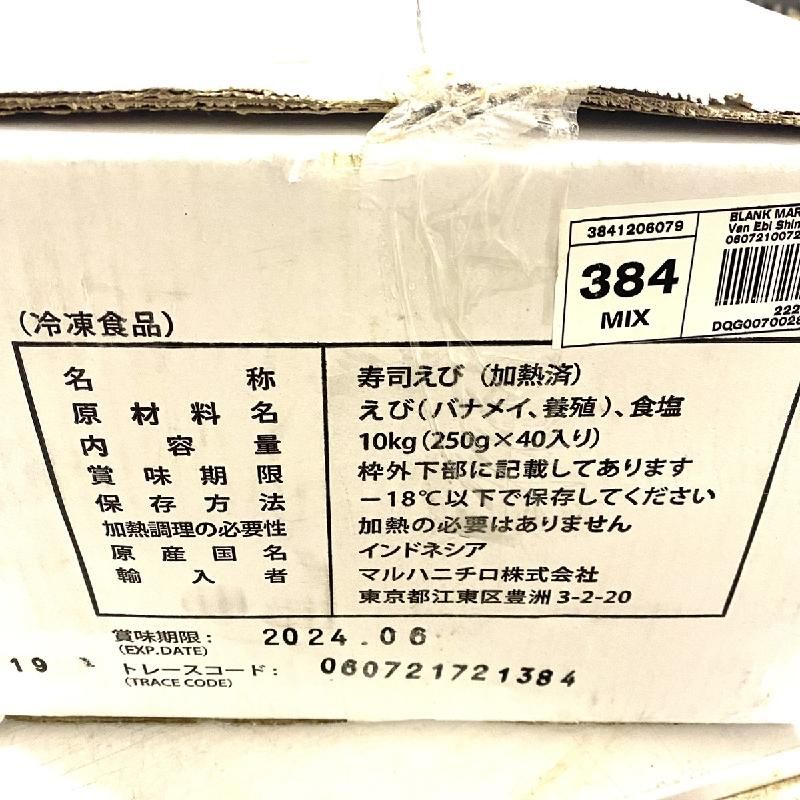 3841206079
384
MIX
BLANK MAR
Van Ebi Shin
060721007
222
DQG007002
(冷凍食品)
名称 寿司えび (加熱済)
原材料名 えび(バナメイ、養殖)、食塩
内容量 10kg(250g×40入り)
賞味期限 枠外下部に記載してあります
保存方法 -18℃以下で保存してください
加熱調理の必要性 加熱の必要はありません
原産国名 インドネシア
輸入者 マルハニチロ株式会社
東京都江東区豊洲3-2-20
賞味期限: 2024.06
(EXP.DATE)
19 トレースコード: 060721721384
(TRACE CODE)